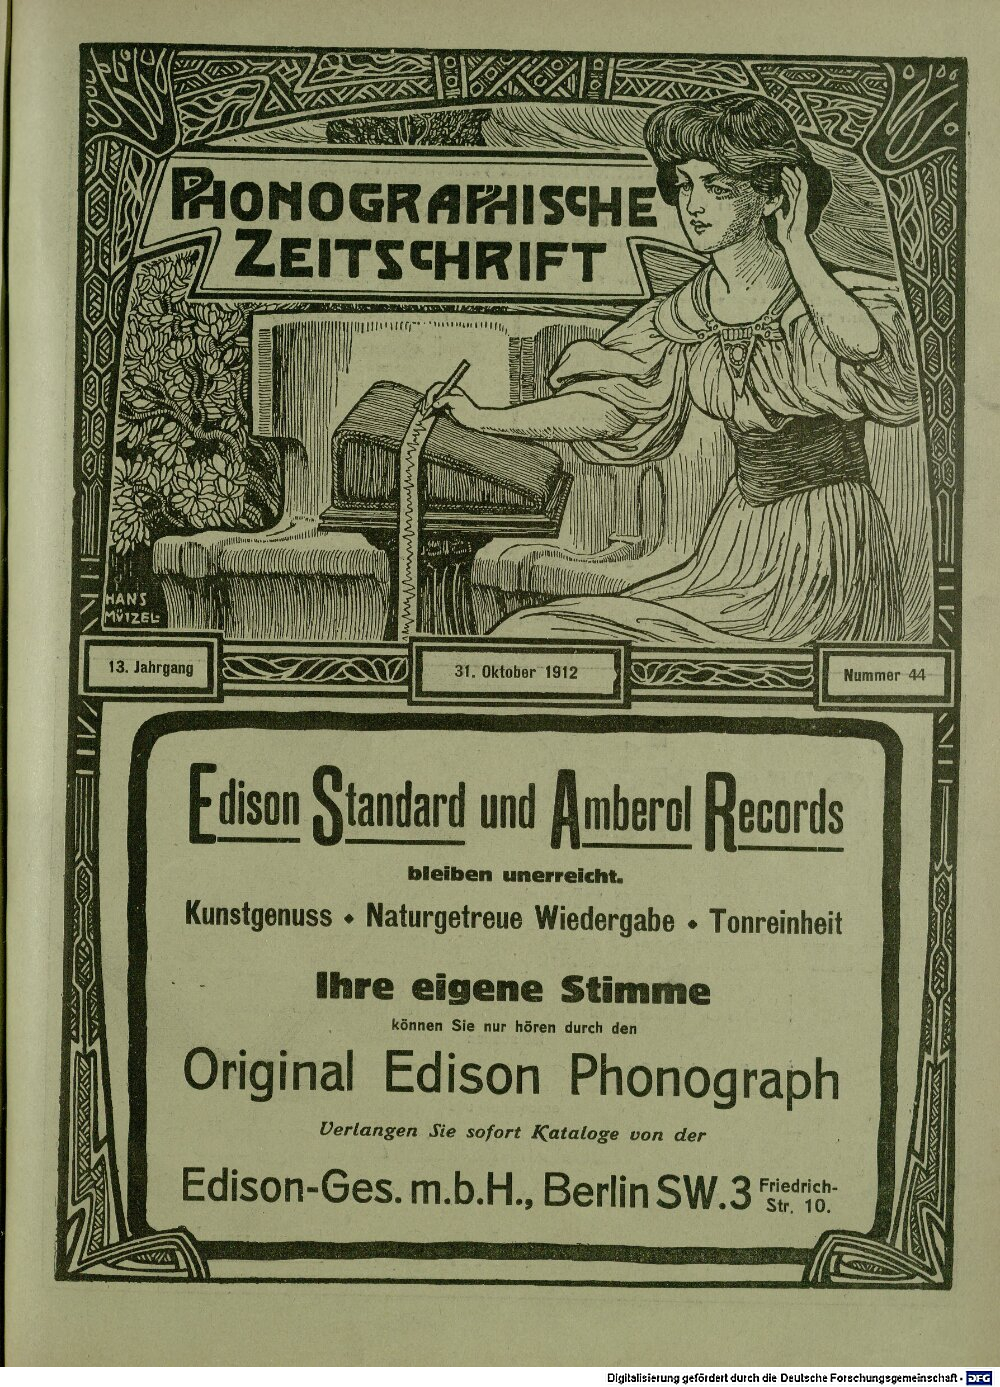 PHONOGRAPHISCHE
ZEITSCHRIFT
HANS
MÜTZEL
13. Jahrgang
31. Oktober 1912
Nummer 44
Edison Standard und Amberol Records
bleiben unerreicht.
Kunstgenuss • Naturgetreue Wiedergabe • Tonreinheit
Ihre eigene Stimme
können Sie nur hören durch den
Original Edison Phonograph
Verlangen Sie sofort Kataloge von der
Edison-Ges. m.b.H., Berlin SW.3 Friedrich-
Str. 10.
Digitalisierung gefördert durch die Deutsche Forschungsgemeinschaft - DFG